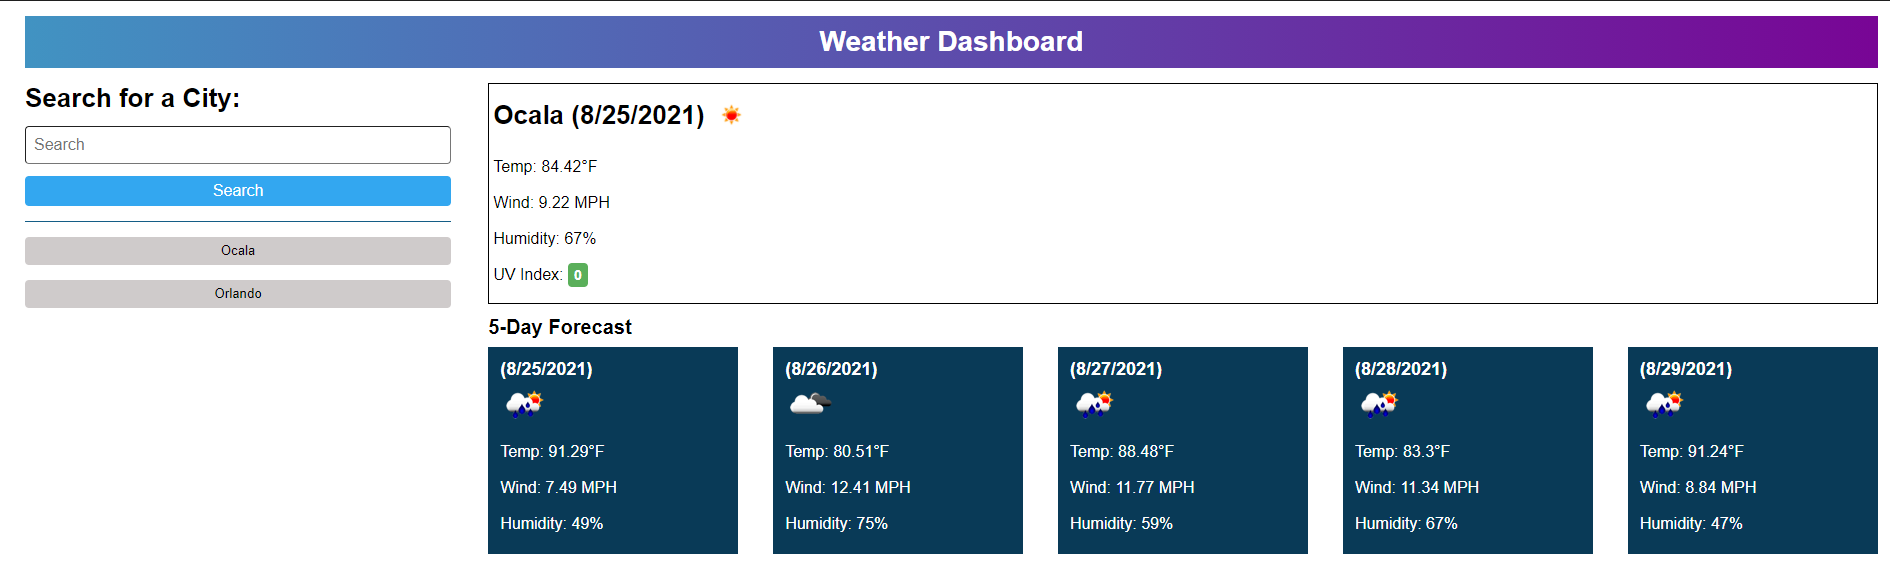 Weather Dashboard
Search for a City:
Search
Search
Ocala
Orlando
Ocala (8/25/2021)
Temp: 84.42°F
Wind: 9.22 MPH
Humidity: 67%
UV Index: 0
5-Day Forecast
(8/25/2021)
Temp: 91.29°F
Wind: 7.49 MPH
Humidity: 49%
(8/26/2021)
Temp: 80.51°F
Wind: 12.41 MPH
Humidity: 75%
(8/27/2021)
Temp: 88.48°F
Wind: 11.77 MPH
Humidity: 59%
(8/28/2021)
Temp: 83.3°F
Wind: 11.34 MPH
Humidity: 67%
(8/29/2021)
Temp: 91.24°F
Wind: 8.84 MPH
Humidity: 47%